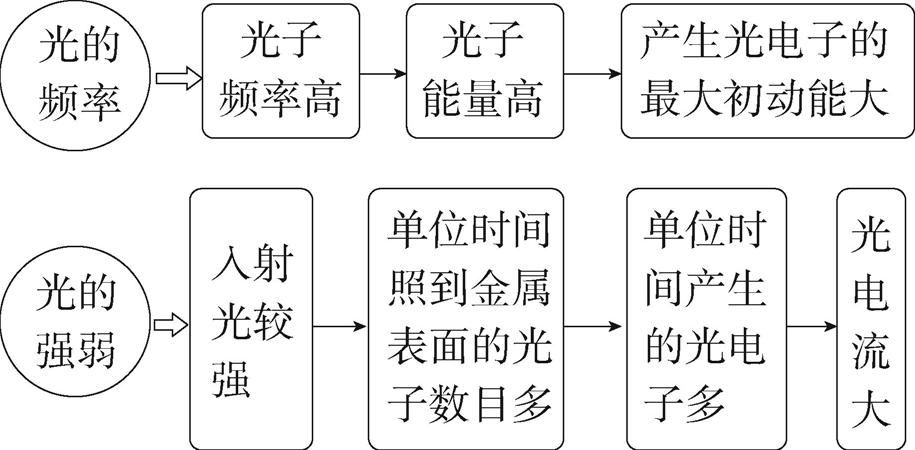 光的
频率
光子
频率高
光子
能量高
产生光电子的
最大初动能大
光的
强弱
入射
光较
强
单位时间
照到金属
表面的光
子数目多
单位时
间产生
的光电
子多
光
电
流
大